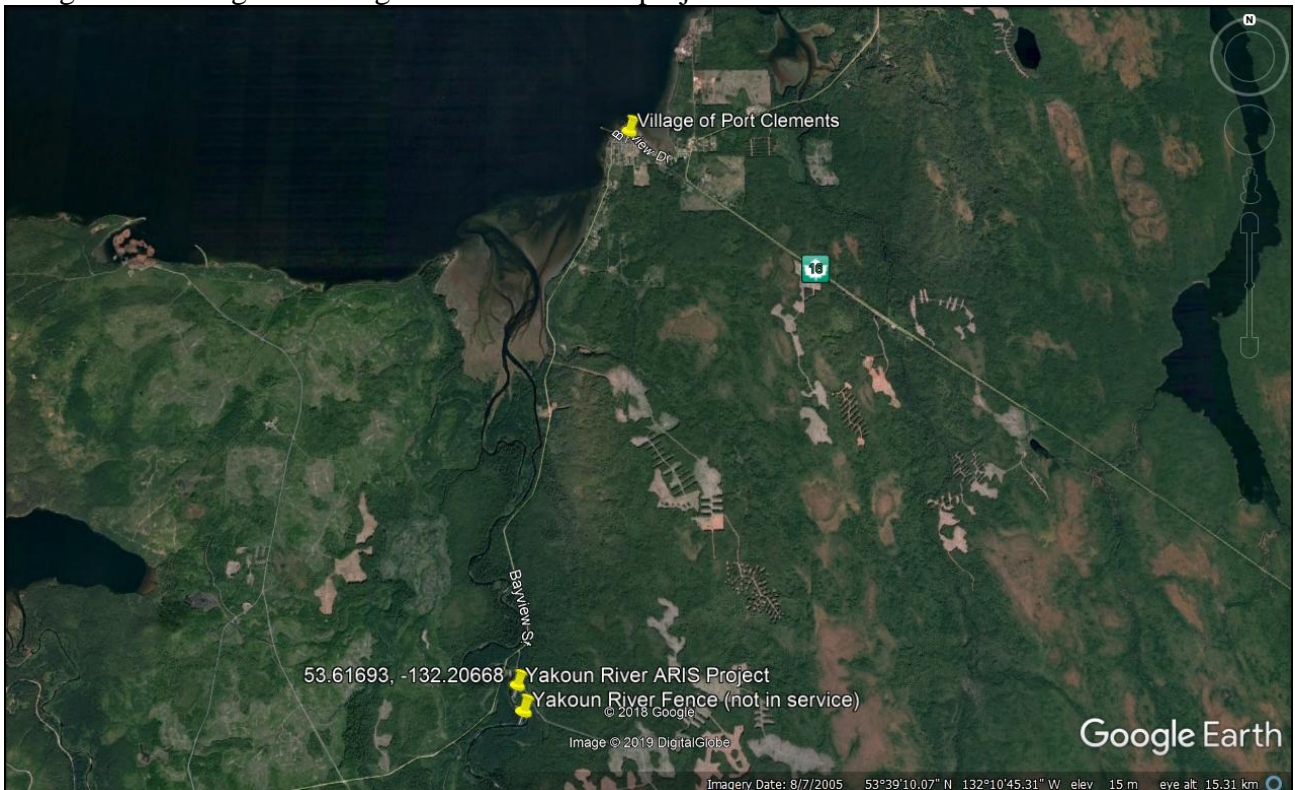 N
Village of Port Clements
view Dr
16
Bayview St
53.61693, -132.20668
Yakoun River ARIS Project
Yakoun River Fence (not in service)
© 2018 Google
Image © 2019 DigitalGlobe
Google Earth
Imagery Date: 8/7/2005 53°39'10.07" N 132°10'45.31" W elev 15 m eye alt 15.31 km